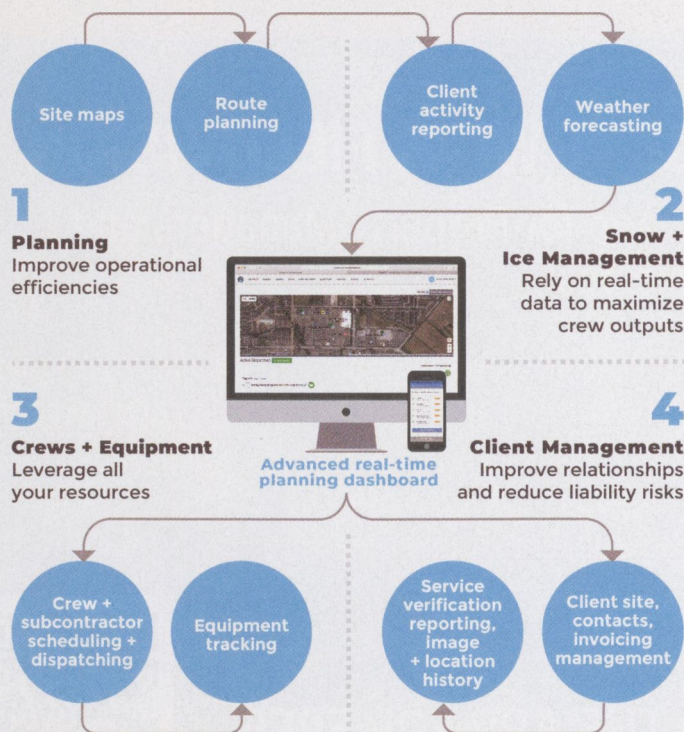 Site maps
Route
planning
Client
activity
reporting
Weather
forecasting
1
Planning
Improve operational
efficiencies
2
Snow +
Ice Management
Rely on real-time
data to maximize
crew outputs
3
Crews + Equipment
Leverage all
your resources
Advanced real-time
planning dashboard
4
Client Management
Improve relationships
and reduce liability risks
Crew +
subcontractor
scheduling +
dispatching
Equipment
tracking
Service
verification
reporting,
image
+ location
history
Client site,
contacts,
invoicing
management